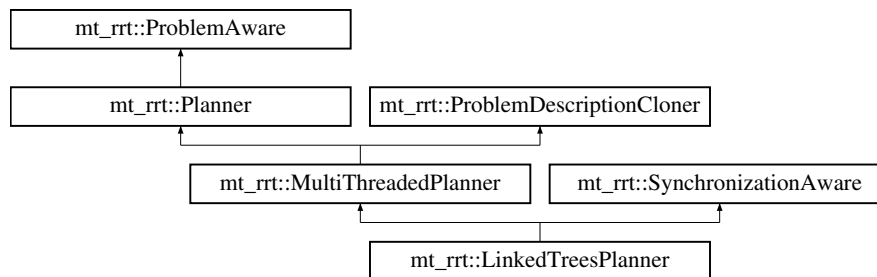 mt_rrt::ProblemAware
mt_rrt::Planner
mt_rrt::ProblemDescriptionCloner
mt_rrt::MultiThreadedPlanner
mt_rrt::SynchronizationAware
mt_rrt::LinkedTreesPlanner